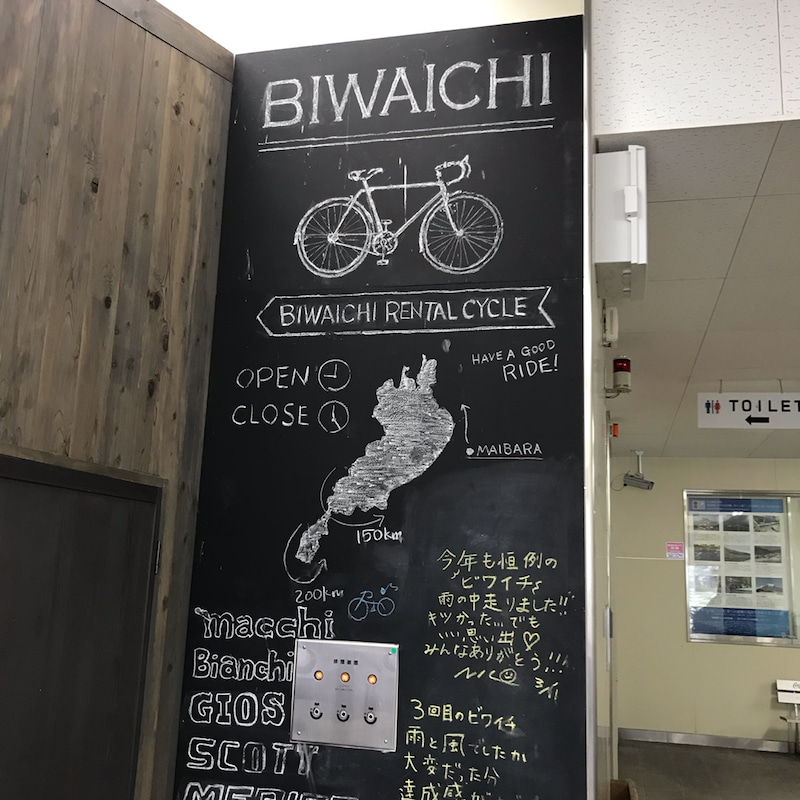 BIWAICHI
BIWAICHI RENTAL CYCLE
HAVE A GOOD
RIDE!
OPEN
CLOSE
MAIBARA
150km
200km
今年も恒例の
"ビワイチ"
雨の中走りました!!
キツかった...でも
いい思い出♡
みんなありがとう!!!
3/11
macchi
Bianchi
GIOS
SCOTT
3回目のビワイチ
雨と風でしたが
大変だった分
達成感が
TOILET